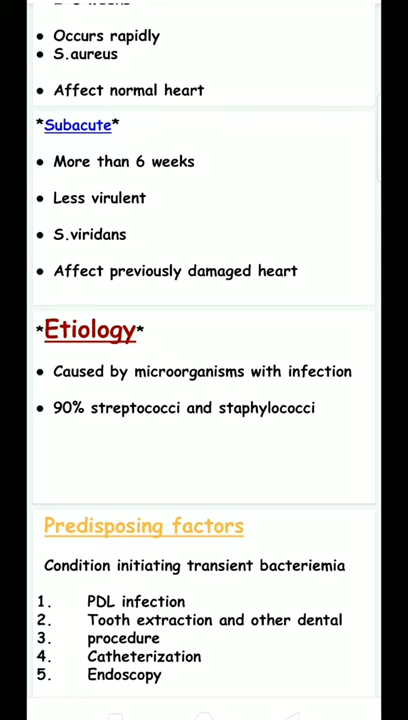 ● Occurs rapidly
● S.aureus
● Affect normal heart
*Subacute*
● More than 6 weeks
● Less virulent
● S.viridans
● Affect previously damaged heart
*Etiology*
● Caused by microorganisms with infection
● 90% streptococci and staphylococci
Predisposing factors
Condition initiating transient bacteriemia
1. PDL infection
2. Tooth extraction and other dental
3. procedure
4. Catheterization
5. Endoscopy